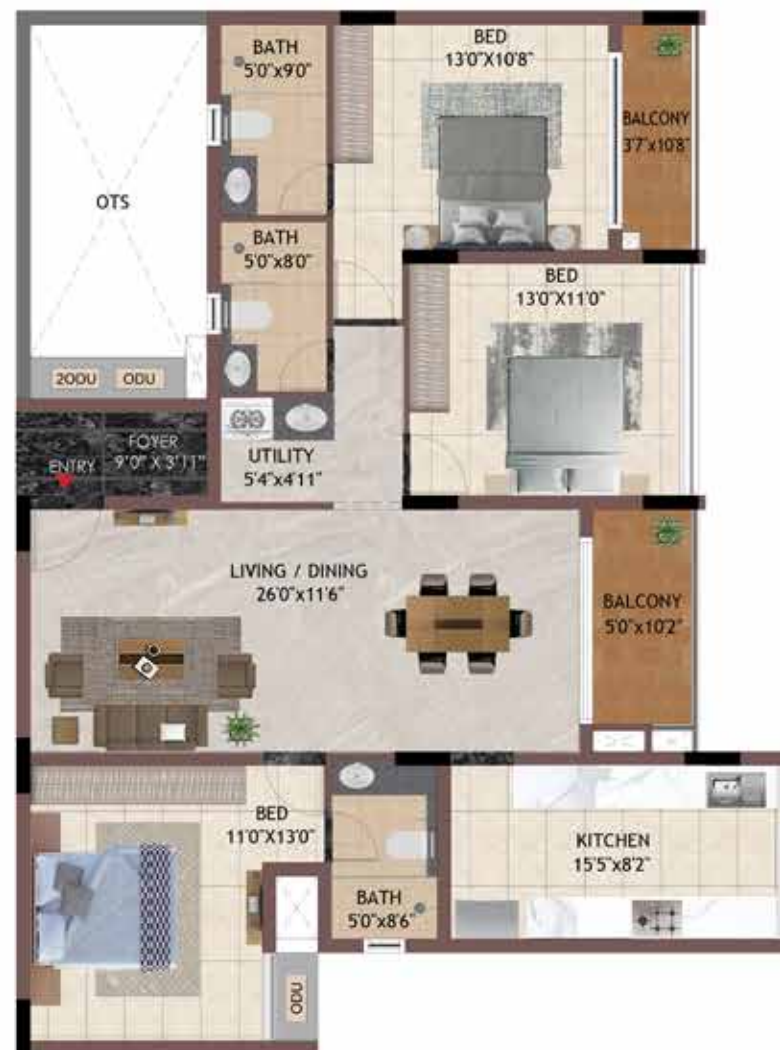 BATH
5'0"x9'0"
BED
13'0"X10'8"
BALCONY
3'7"x10'8"
OTS
BATH
5'0"x8'0"
BED
13'0"X11'0"
200U
ODU
FOYER
9'0" X 3'11"
ENTRY
UTILITY
5'4"x4'11"
LIVING / DINING
26'0"x11'6"
BALCONY
5'0"x10'2"
BED
11'0"X13'0"
KITCHEN
15'5"x8'2"
BATH
5'0"x8'6"
ODU